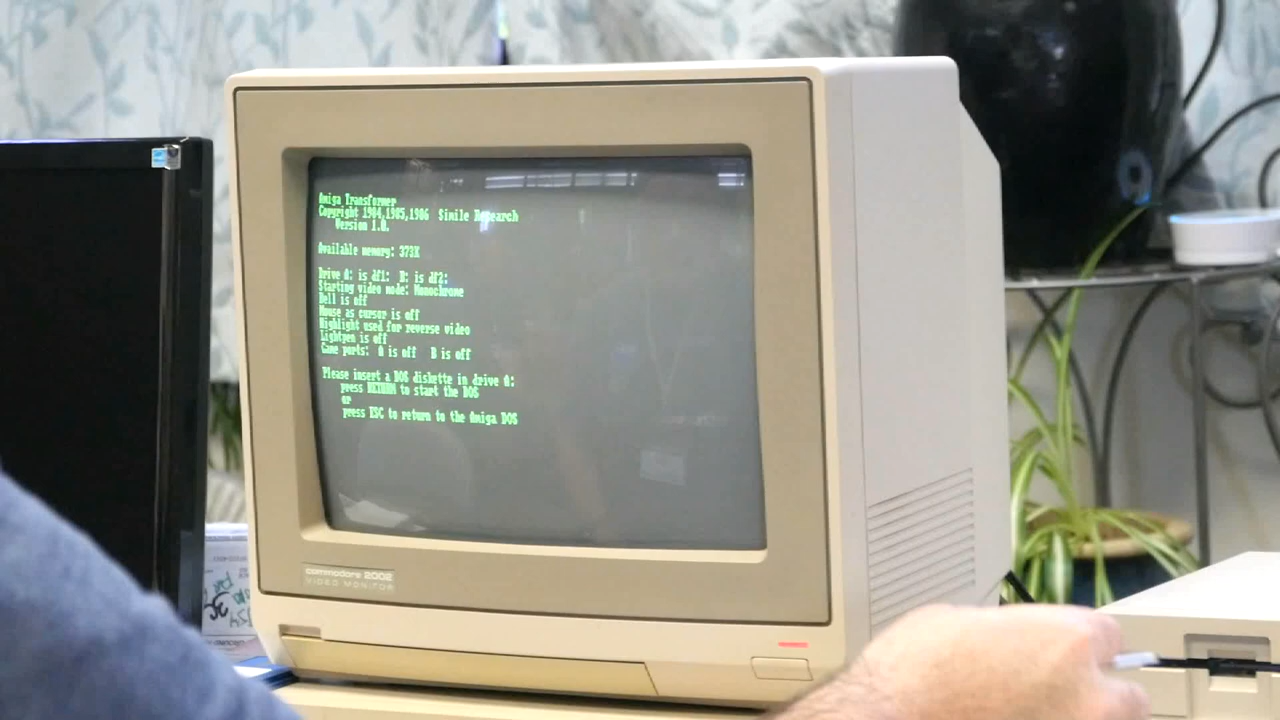 Amiga Transformer
Copyright 1984,1985,1986 Simile Research
Version 1.0.
Available memory: 373K
Drive A: is df1: B: is df2:
Starting video mode: Monochrome
Bell is off
Mouse as cursor is off
Highlight used for reverse video
Lightpen is off
Game ports: A is off B is off
Please insert a DOS diskette in drive A:
press RETURN to start the DOS
or
press ESC to return to the Amiga DOS
commodore 2002
VIDEO MONITOR